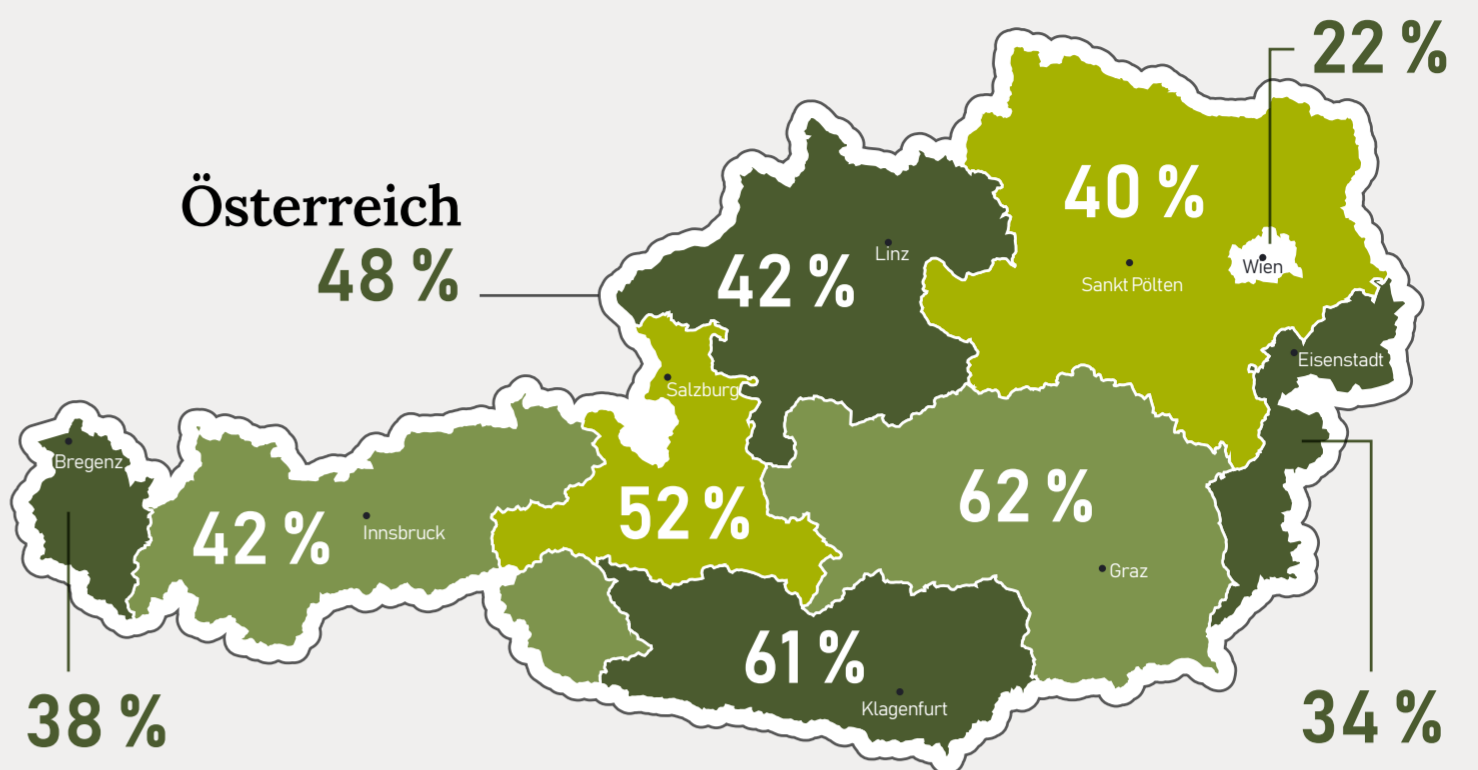 22 %
Österreich
48 %
40 %
Linz
42 %
Wien
Sankt Pölten
Eisenstadt
Salzburg
Bregenz
62 %
52 %
42 %
Innsbruck
Graz
61 %
Klagenfurt
38 %
34 %